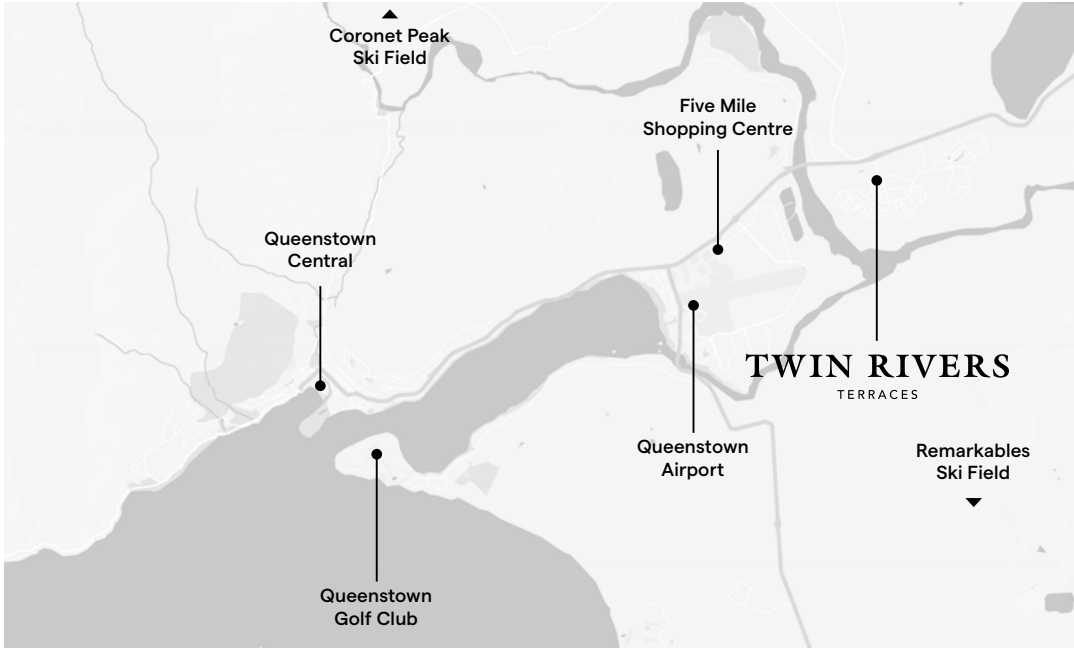 Coronet Peak
Ski Field
Five Mile
Shopping Centre
Queenstown
Central
TWIN RIVERS
TERRACES
Queenstown
Airport
Remarkables
Ski Field
Queenstown
Golf Club